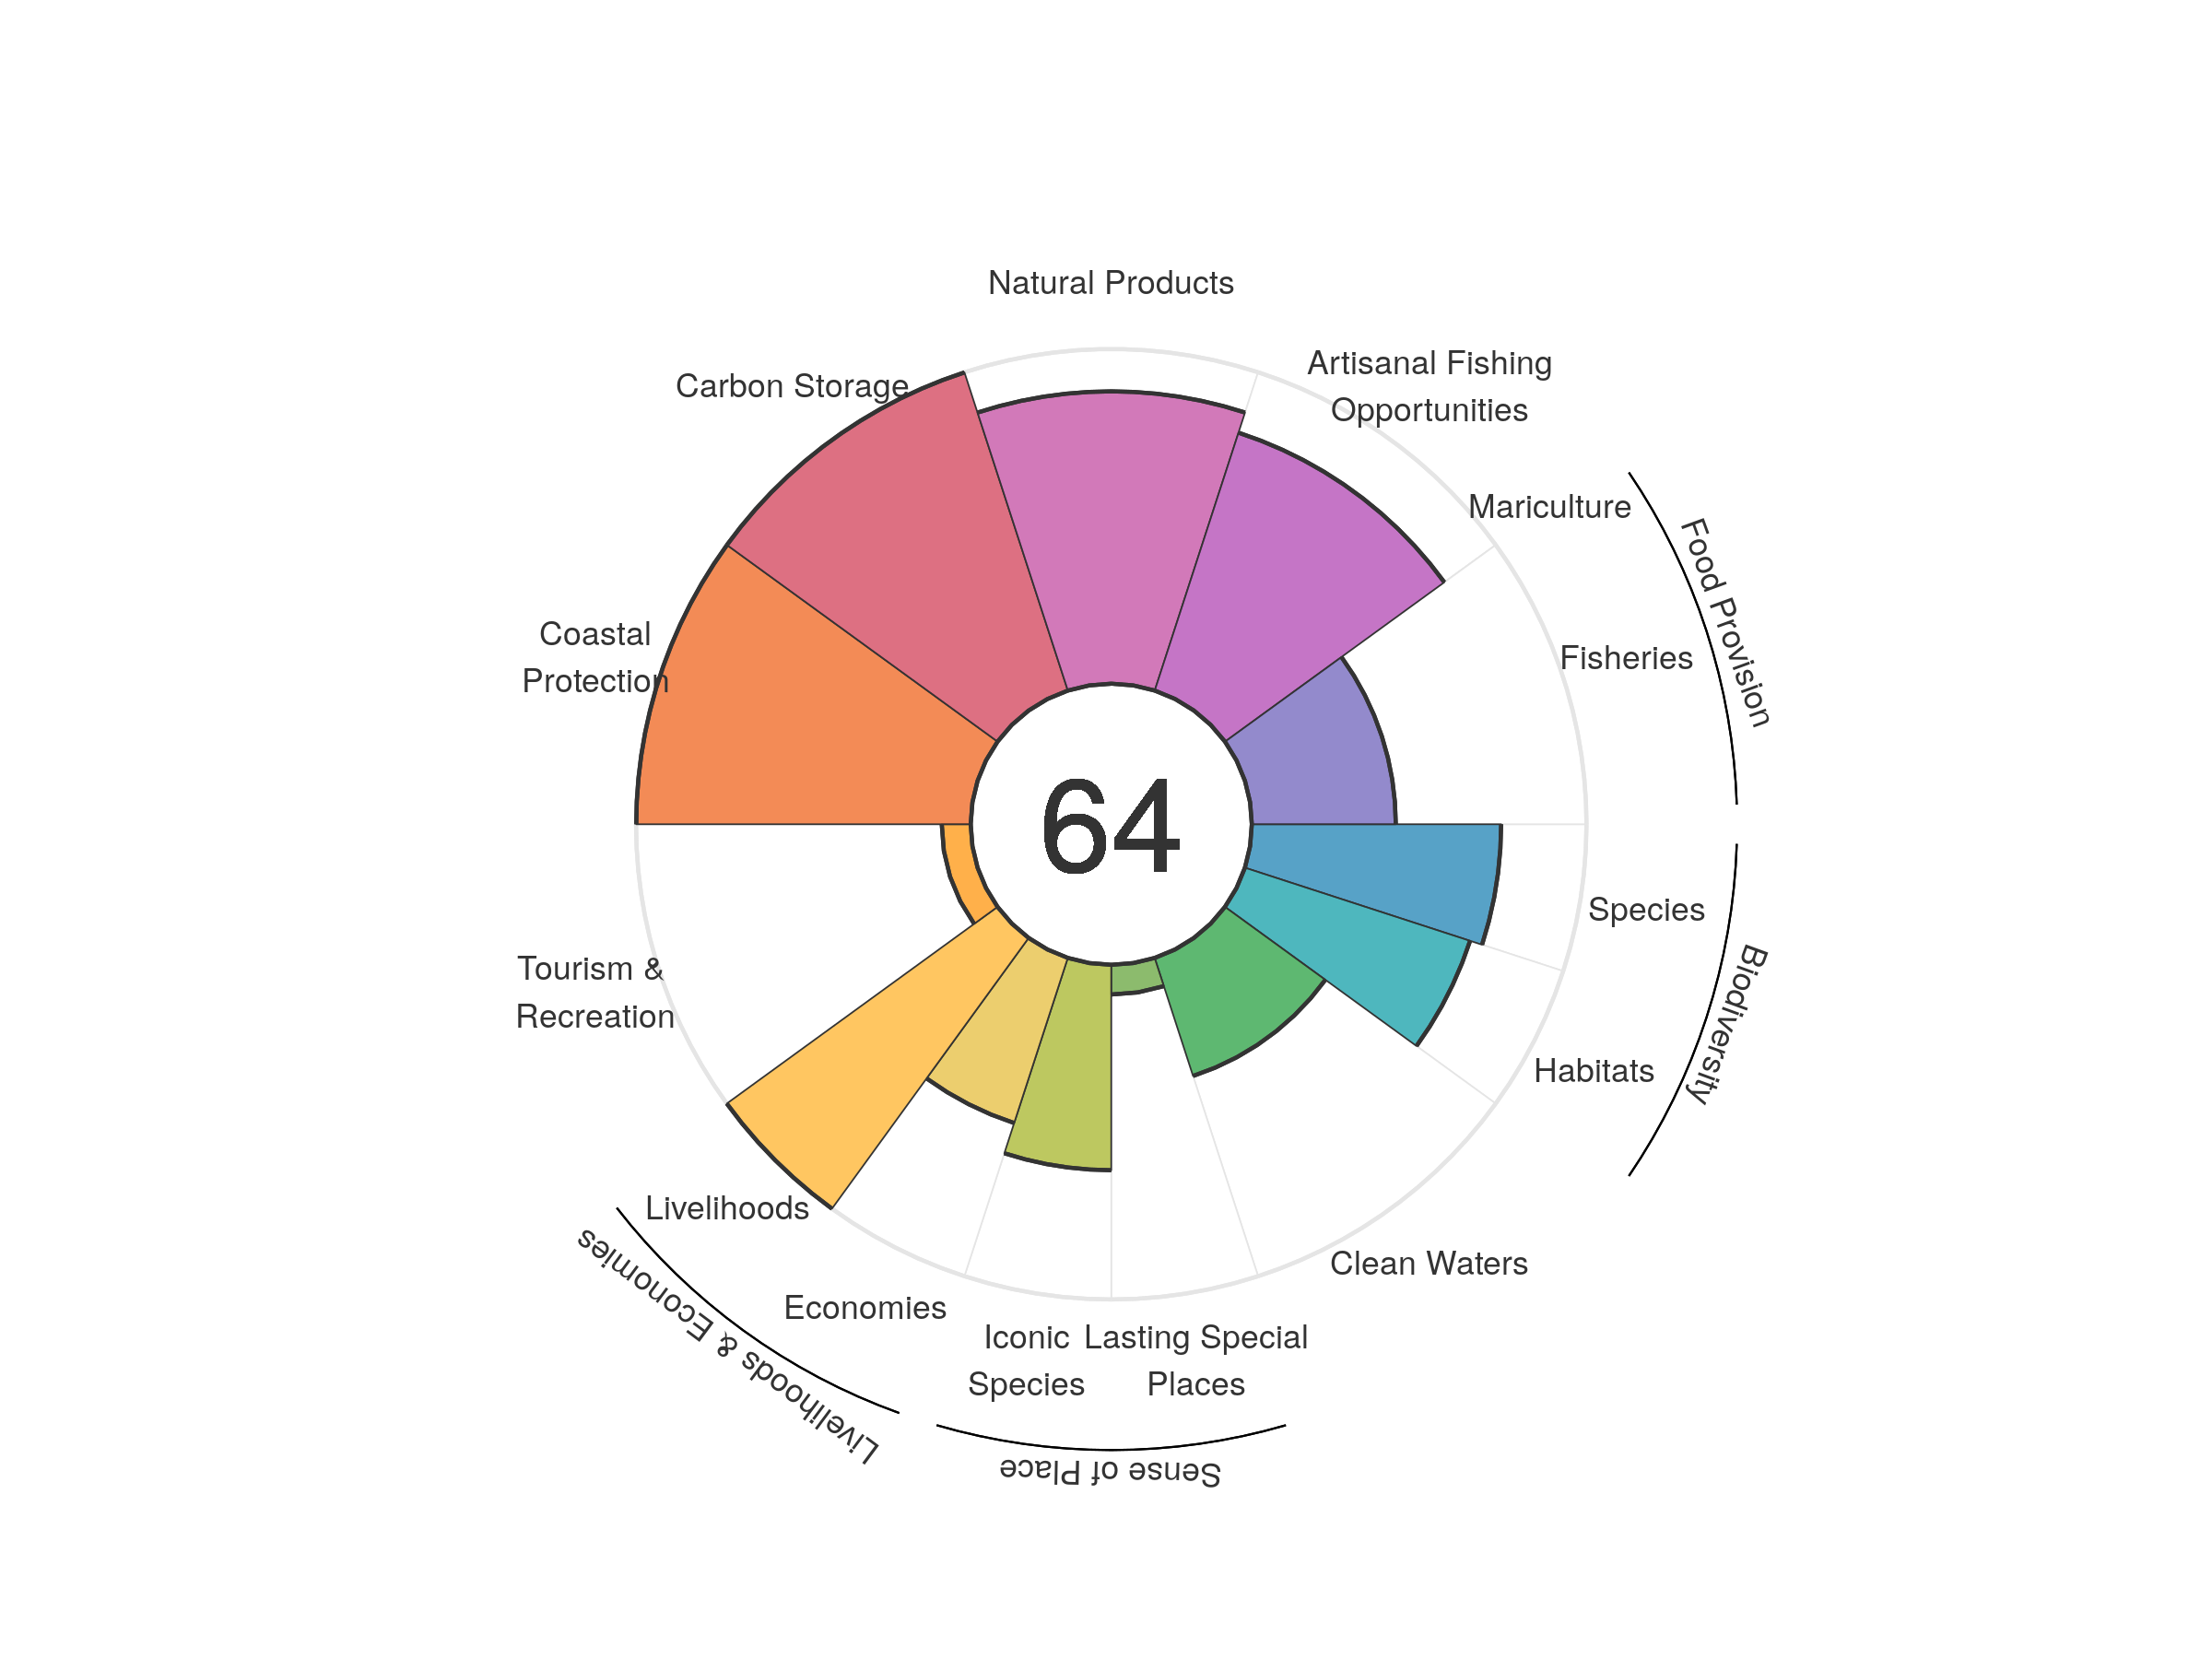 Natural Products
Artisanal Fishing
Opportunities
Carbon Storage
Mariculture
Food Provision
Coastal
Protection
Fisheries
64
Species
Biodiversity
Tourism &
Recreation
Habitats
Livelihoods
Clean Waters
Livelihoods & Economies
Economies
Iconic
Species
Lasting Special
Places
Sense of Place